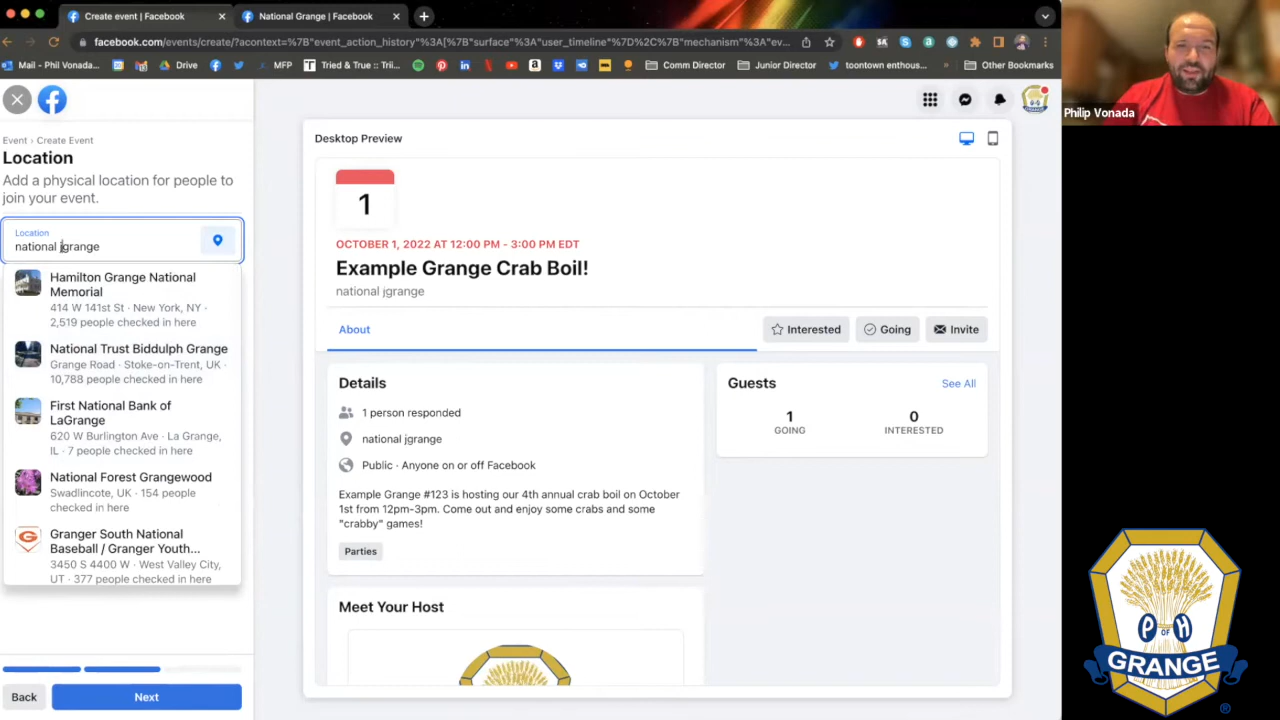 Create event | Facebook
National Grange | Facebook
facebook.com/events/create/?acontext=%7B"event_action_history"%3A[%7B"surface"%3A"user_timeline"%7D%2C%7B"mechanism"%3A"ev...
Mail - Phil Vonada...
Drive
MFP
Tried & True :: Trii...
Comm Director
Junior Director
toontown enthous...
»
Other Bookmarks
Philip Vonada
Event › Create Event
Location
Add a physical location for people to
join your event.
Location
national jgrange
Hamilton Grange National
Memorial
414 W 141st St · New York, NY ·
2,519 people checked in here
National Trust Biddulph Grange
Grange Road · Stoke-on-Trent, UK ·
10,788 people checked in here
First National Bank of
LaGrange
620 W Burlington Ave · La Grange,
IL · 7 people checked in here
National Forest Grangewood
Swadlincote, UK · 154 people
checked in here
Granger South National
Baseball / Granger Youth...
3450 S 4400 W · West Valley City,
UT · 377 people checked in here
Back
Next
Desktop Preview
1
OCTOBER 1, 2022 AT 12:00 PM - 3:00 PM EDT
Example Grange Crab Boil!
national jgrange
About
Interested
Going
Invite
Details
1 person responded
national jgrange
Public · Anyone on or off Facebook
Example Grange #123 is hosting our 4th annual crab boil on October
1st from 12pm-3pm. Come out and enjoy some crabs and some
"crabby" games!
Parties
Guests
See All
1
GOING
0
INTERESTED
Meet Your Host
P OF H
GRANGE
®